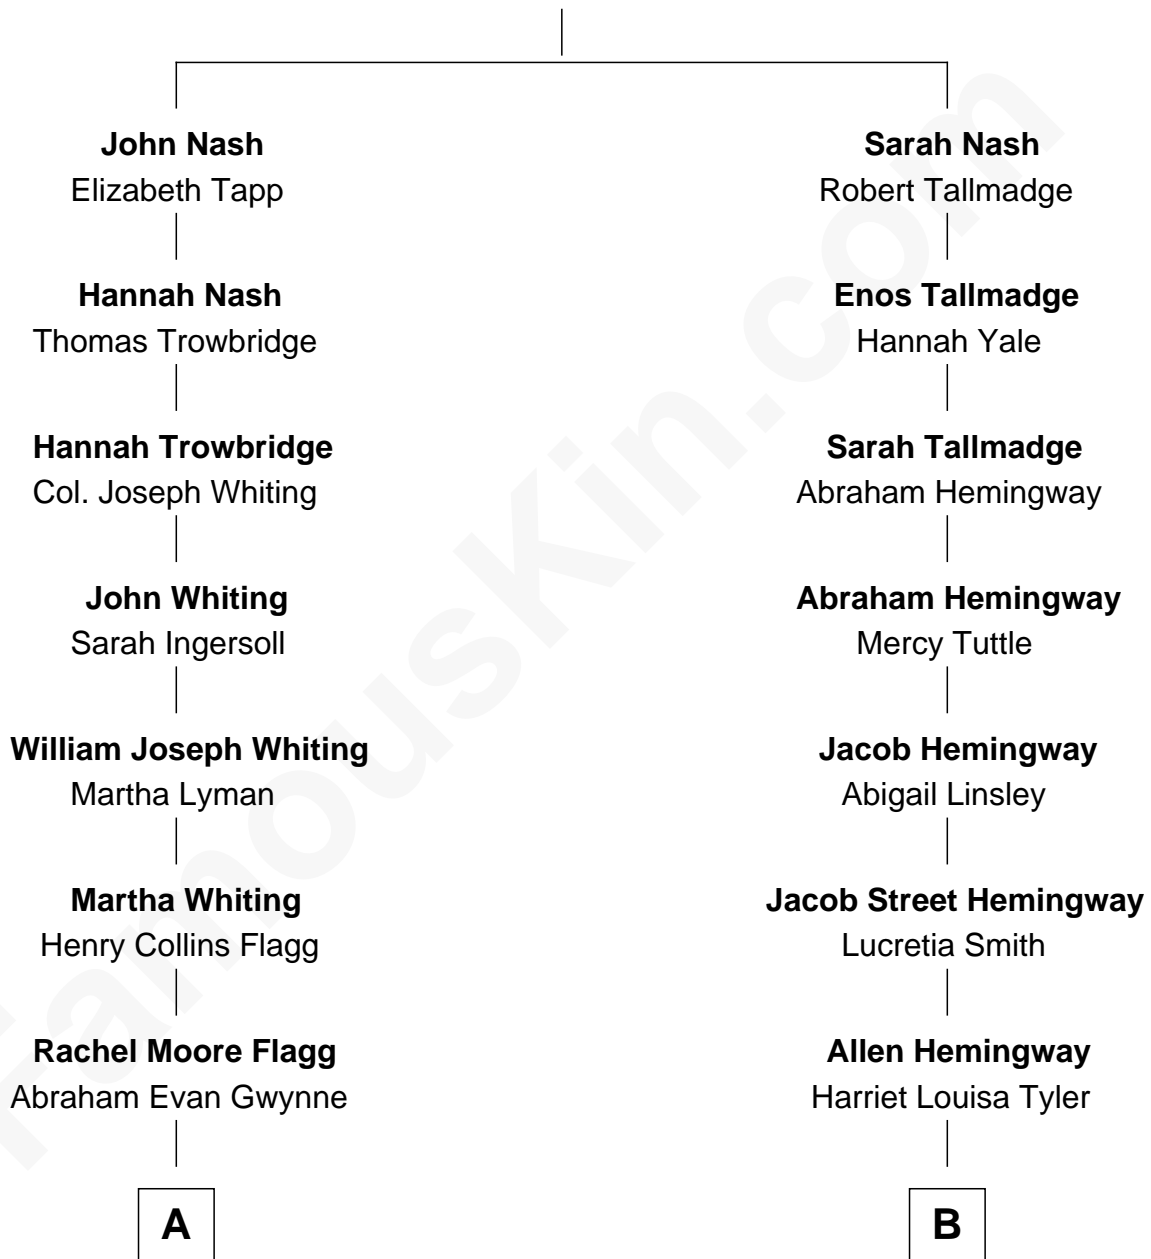 John Nash
Elizabeth Tapp
Hannah Nash
Thomas Trowbridge
Hannah Trowbridge
Col. Joseph Whiting
John Whiting
Sarah Ingersoll
William Joseph Whiting
Martha Lyman
Martha Whiting
Henry Collins Flagg
Rachel Moore Flagg
Abraham Evan Gwynne
A
Sarah Nash
Robert Tallmadge
Enos Tallmadge
Hannah Yale
Sarah Tallmadge
Abraham Hemingway
Abraham Hemingway
Mercy Tuttle
Jacob Hemingway
Abigail Linsley
Jacob Street Hemingway
Lucretia Smith
Allen Hemingway
Harriet Louisa Tyler
B
FamousKin.com